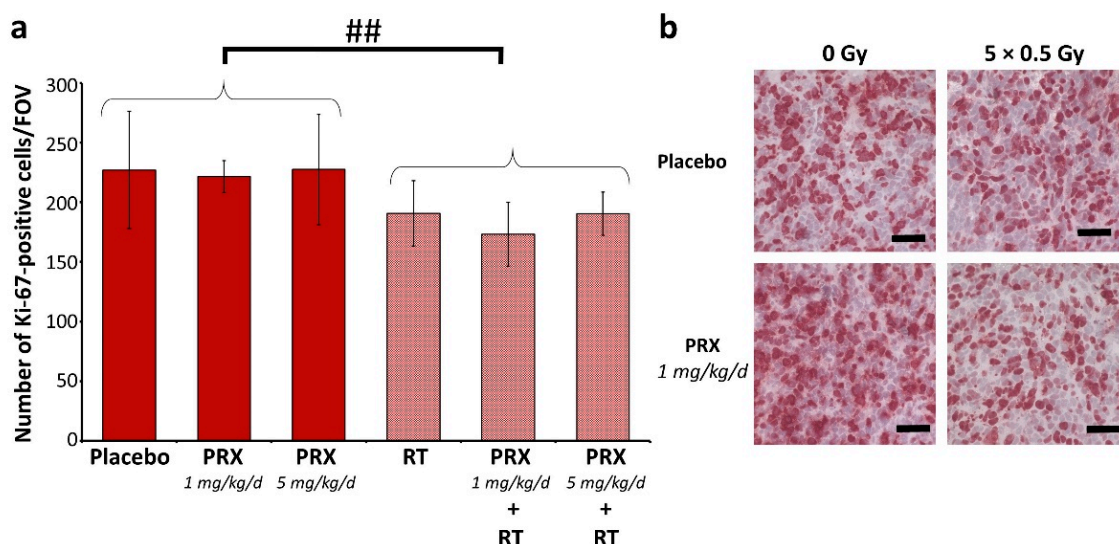 a
##
Number of Ki-67-positive cells/FOV
300
250
200
150
100
50
0
Placebo
PRX
1 mg/kg/d
PRX
5 mg/kg/d
RT
PRX
1 mg/kg/d
+
RT
PRX
5 mg/kg/d
+
RT
b
0 Gy
5 × 0.5 Gy
Placebo
PRX
1 mg/kg/d